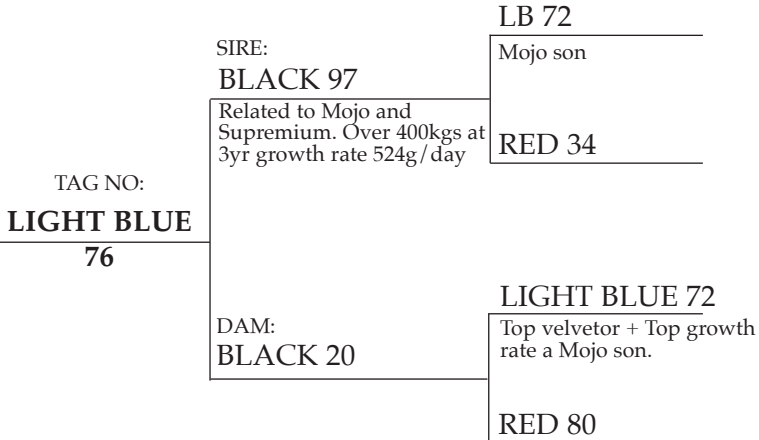 LB 72
Mojo son
SIRE:
BLACK 97
Related to Mojo and
Supremium. Over 400kgs at
3yr growth rate 524g/day
RED 34
TAG NO:
LIGHT BLUE
76
LIGHT BLUE 72
Top velvetor + Top growth
rate a Mojo son.
DAM:
BLACK 20
RED 80